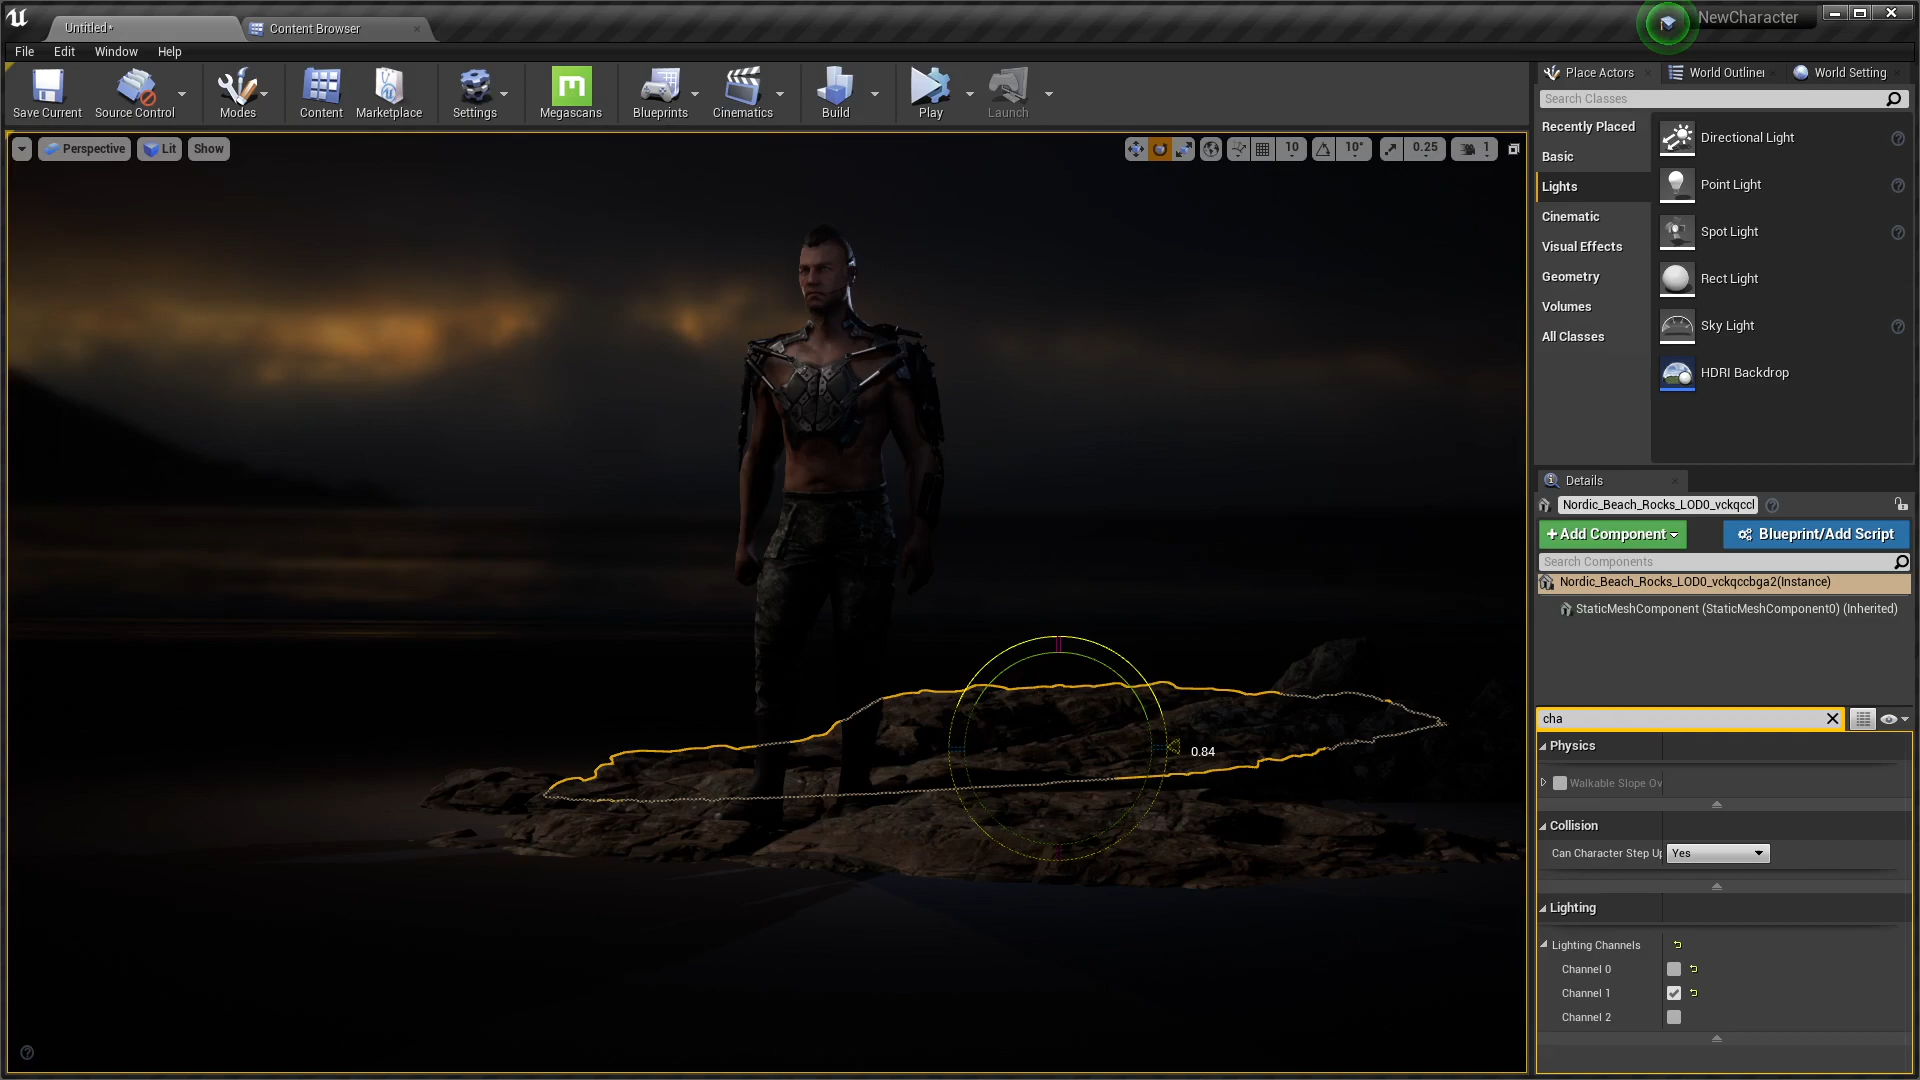 Untitled*
Content Browser
NewCharacter
File
Edit
Window
Help
Save Current
Source Control
Modes
Content
Marketplace
Settings
Megascans
Blueprints
Cinematics
Build
Play
Launch
Perspective
Lit
Show
10
10°
0.25
1
Place Actors
World Outliner
World Setting
Search Classes
Recently Placed
Basic
Lights
Cinematic
Visual Effects
Geometry
Volumes
All Classes
Directional Light
Point Light
Spot Light
Rect Light
Sky Light
HDRI Backdrop
Details
Nordic_Beach_Rocks_LOD0_vckqccl
+Add Component
Blueprint/Add Script
Search Components
Nordic_Beach_Rocks_LOD0_vckqccbga2(Instance)
StaticMeshComponent (StaticMeshComponent0) (Inherited)
cha
Physics
Walkable Slope Ov
Collision
Can Character Step Up
Yes
Lighting
Lighting Channels
Channel 0
Channel 1
Channel 2
0.84